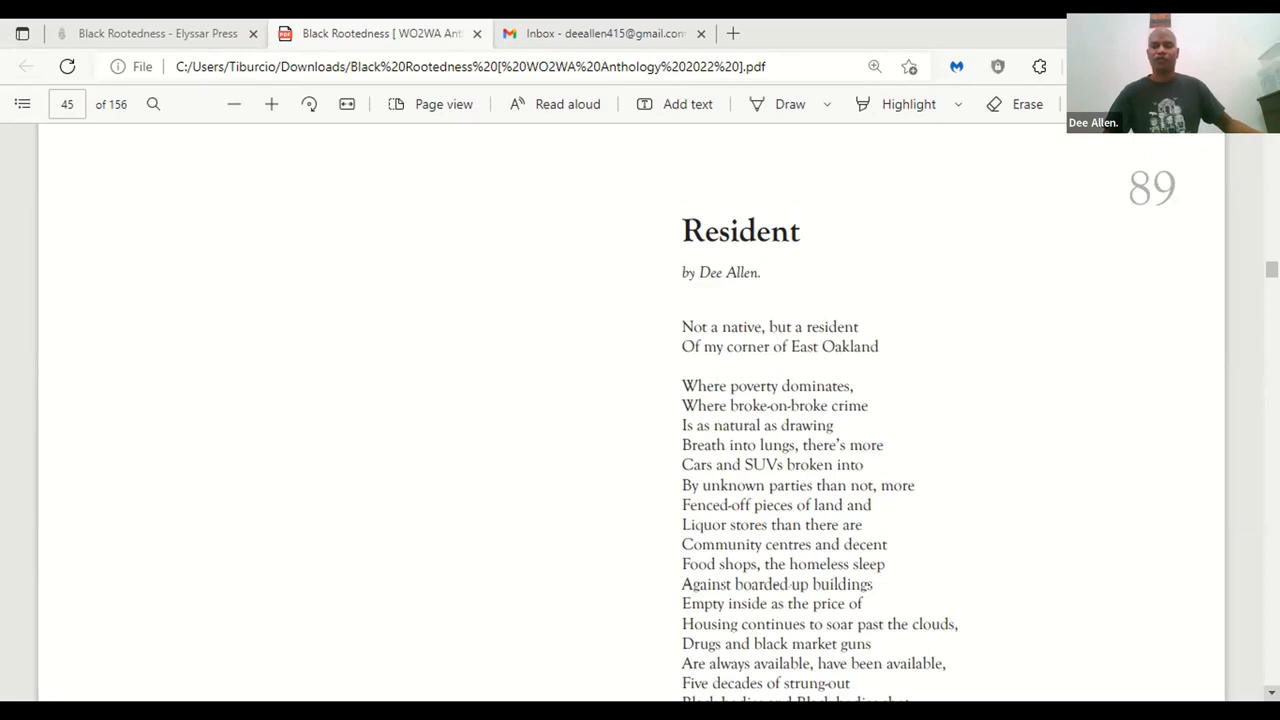 Black Rootedness - Elyssar Press
Black Rootedness [ WO2WA Ant
Inbox - deeallen415@gmail.com
File
C:/Users/Tiburcio/Downloads/Black%20Rootedness%20[%20WO2WA%20Anthology%202022%20].pdf
45 of 156
Page view
Read aloud
Add text
Draw
Highlight
Erase
Dee Allen.
89
Resident
by Dee Allen.
Not a native, but a resident
Of my corner of East Oakland
Where poverty dominates,
Where broke-on-broke crime
Is as natural as drawing
Breath into lungs, there's more
Cars and SUVs broken into
By unknown parties than not, more
Fenced-off pieces of land and
Liquor stores than there are
Community centres and decent
Food shops, the homeless sleep
Against boarded-up buildings
Empty inside as the price of
Housing continues to soar past the clouds,
Drugs and black market guns
Are always available, have been available,
Five decades of strung-out